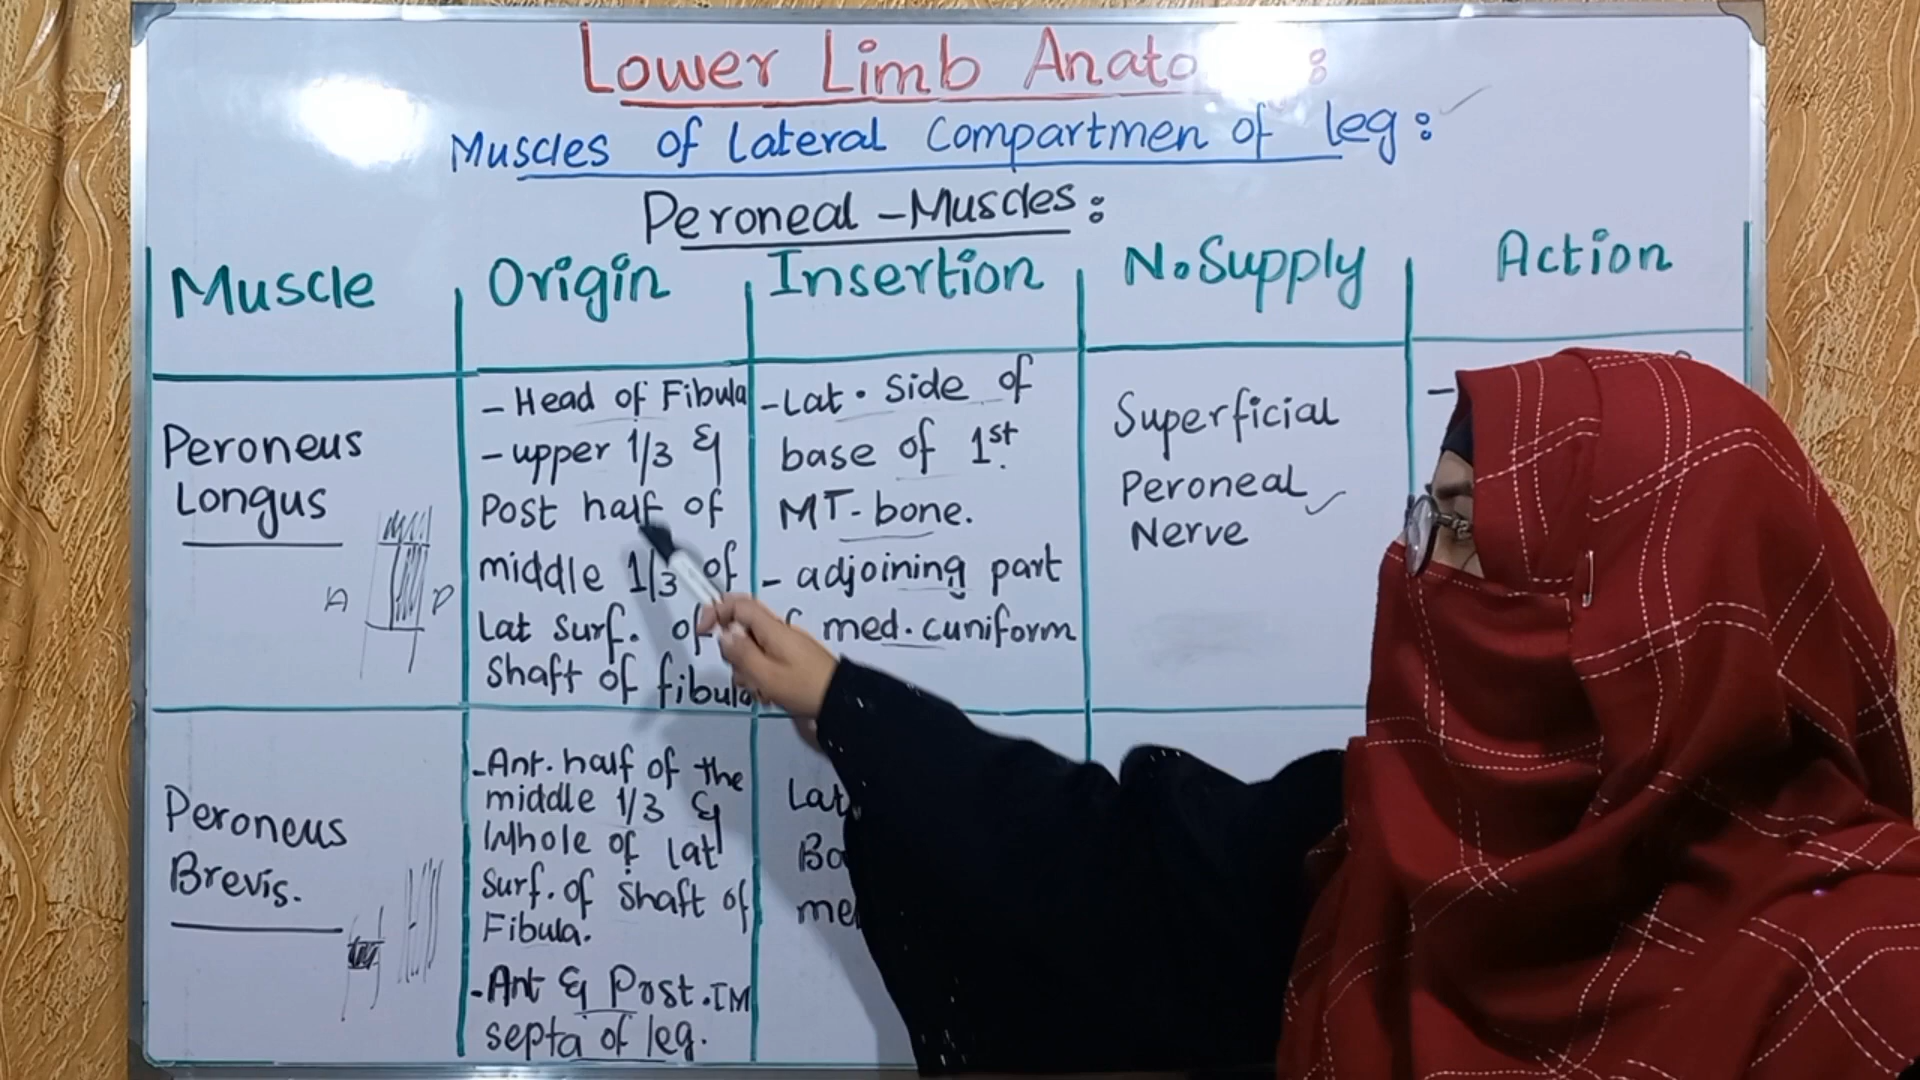 Lower Limb Anato :
Muscles of Lateral Compartmen of leg :
Peroneal - Muscles :
Muscle
Origin
Insertion
N. Supply
Action
Peroneus
Longus
A P
- Head of Fibula
- upper 1/3 &
Post half of
middle 1/3 of
Lat surf. of
shaft of fibula
- Lat. side of
base of 1st
MT- bone.
- adjoining part
med. cuniform
Superficial
Peroneal
Nerve
-
Peroneus
Brevis.
- Ant. half of the
middle 1/3 &
Whole of lat
surf. of shaft of
Fibula.
- Ant & Post. IM
septa of leg.
Lat